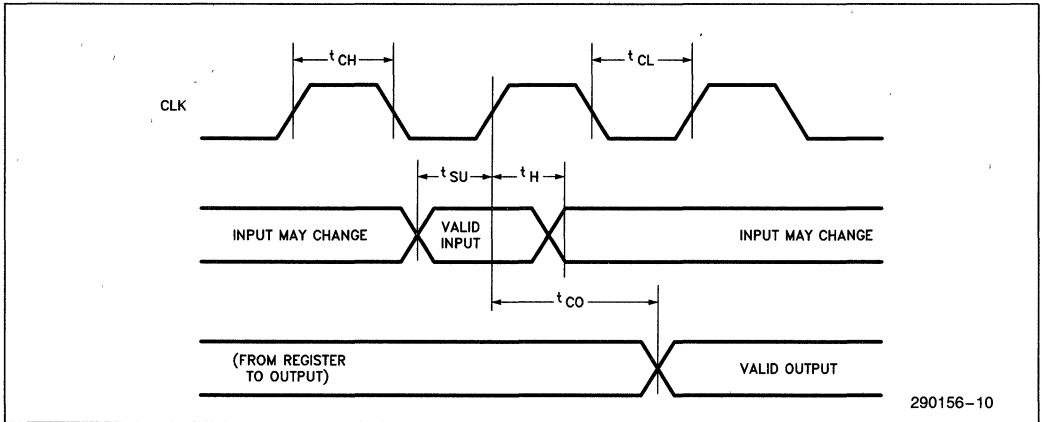 tCH
tCL
CLK
tSU
tH
INPUT MAY CHANGE
VALID
INPUT
INPUT MAY CHANGE
tCO
(FROM REGISTER
TO OUTPUT)
VALID OUTPUT
290156-10